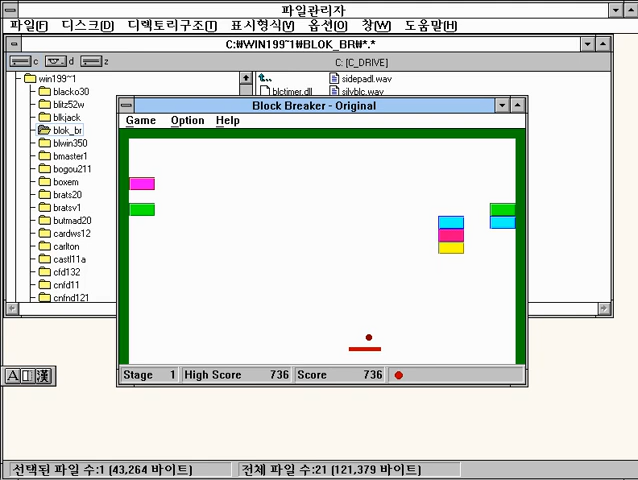 파일관리자
파일(F) 디스크(D) 디렉토리구조(T) 표시형식(V) 옵션(O) 창(W) 도움말(H)
C:₩WIN199~1₩BLOK_BR₩*.*
c d z C: [C_DRIVE]
win199~1
blacko30
blitz52w
blkjack
blok_br
blwin350
bmaster1
bogou211
boxem
brats20
bratsv1
butmad20
cardws12
carlton
castl11a
cfd132
cnfd11
cnfnd121
sidepadl.wav
blctimer.dll silvblc.wav
Block Breaker - Original
Game Option Help
Stage 1 High Score 736 Score 736
A 漢
선택된 파일 수:1 (43,264 바이트) 전체 파일 수:21 (121,379 바이트)